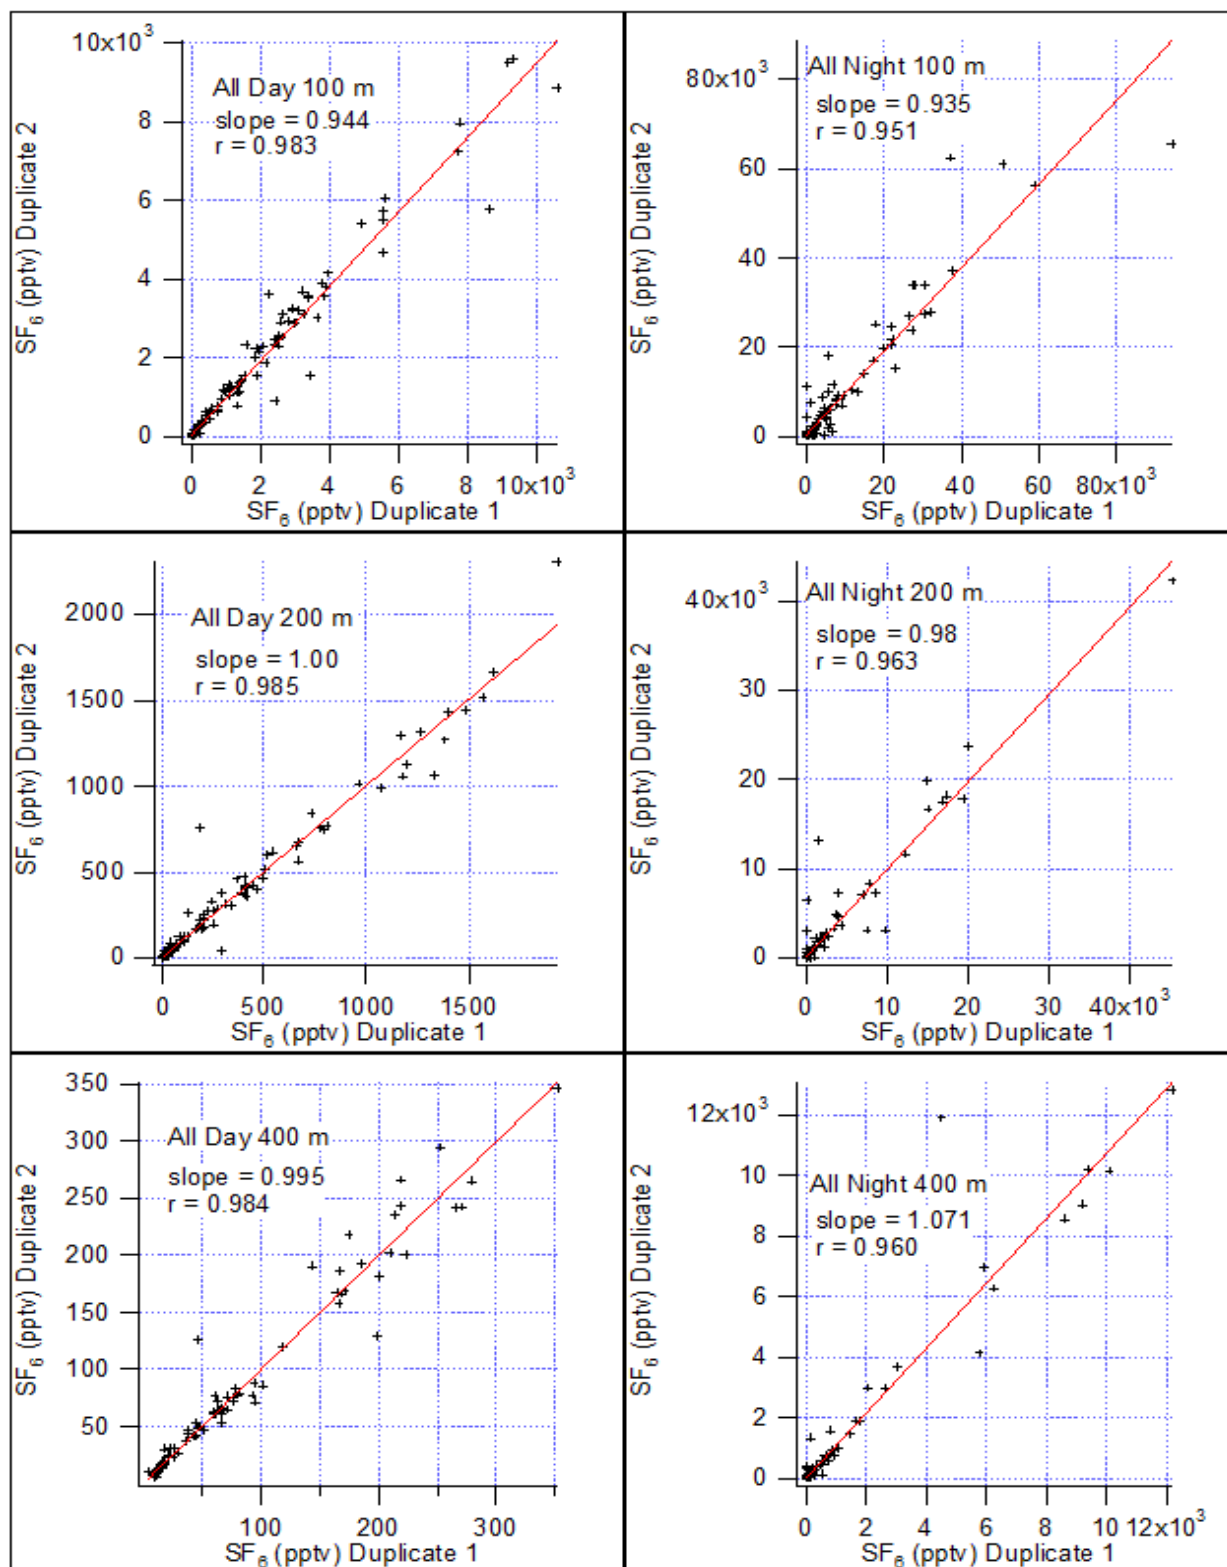 10x10³
8
6
4
2
0
SF₆ (pptv) Duplicate 2
All Day 100 m
slope = 0.944
r = 0.983
0 2 4 6 8 10x10³
SF₆ (pptv) Duplicate 1
80x10³
60
40
20
0
SF₆ (pptv) Duplicate 2
All Night 100 m
slope = 0.935
r = 0.951
0 20 40 60 80x10³
SF₆ (pptv) Duplicate 1
2000
1500
1000
500
0
SF₆ (pptv) Duplicate 2
All Day 200 m
slope = 1.00
r = 0.985
0 500 1000 1500
SF₆ (pptv) Duplicate 1
40x10³
30
20
10
0
SF₆ (pptv) Duplicate 2
All Night 200 m
slope = 0.98
r = 0.963
0 10 20 30 40x10³
SF₆ (pptv) Duplicate 1
350
300
250
200
150
100
50
SF₆ (pptv) Duplicate 2
All Day 400 m
slope = 0.995
r = 0.984
100 200 300
SF₆ (pptv) Duplicate 1
12x10³
10
8
6
4
2
0
SF₆ (pptv) Duplicate 2
All Night 400 m
slope = 1.071
r = 0.960
0 2 4 6 8 10 12x10³
SF₆ (pptv) Duplicate 1